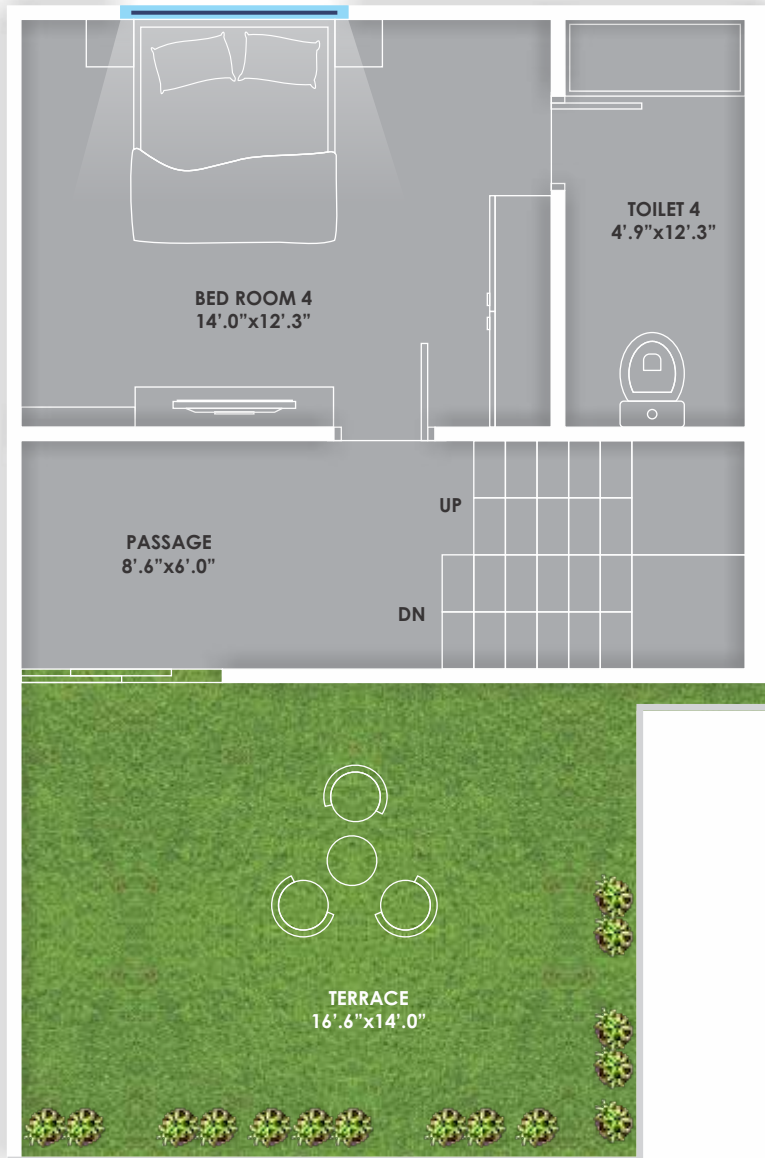 TOILET 4
4’.9”x12’.3”
BED ROOM 4
14’.0”x12’.3”
UP
PASSAGE
8’.6”x6’.0”
DN
TERRACE
16’.6”x14’.0”